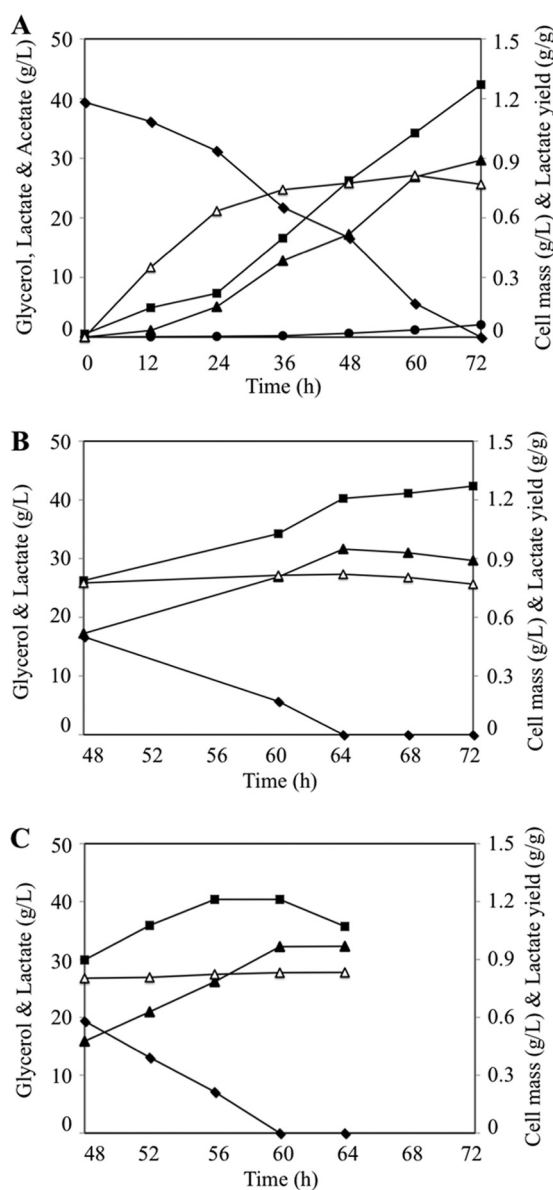 A
Glycerol, Lactate & Acetate (g/L)
50
40
30
20
10
0
1.5
1.2
0.9
0.6
0.3
0
Cell mass (g/L) & Lactate yield (g/g)
0 12 24 36 48 60 72
Time (h)
B
Glycerol & Lactate (g/L)
50
40
30
20
10
0
1.5
1.2
0.9
0.6
0.3
0
Cell mass (g/L) & Lactate yield (g/g)
48 52 56 60 64 68 72
Time (h)
C
Glycerol & Lactate (g/L)
50
40
30
20
10
0
1.5
1.2
0.9
0.6
0.3
0
Cell mass (g/L) & Lactate yield (g/g)
48 52 56 60 64 68 72
Time (h)